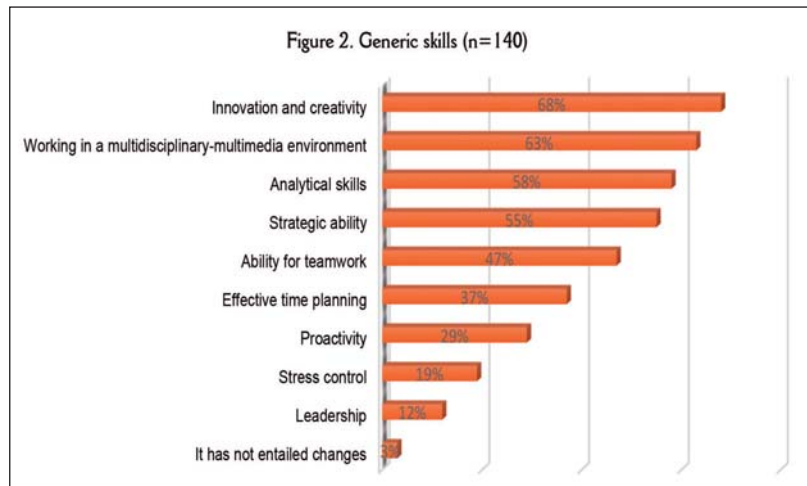 Figure 2. Generic skills (n=140)
Innovation and creativity 68%
Working in a multidisciplinary-multimedia environment 63%
Analytical skills 58%
Strategic ability 55%
Ability for teamwork 47%
Effective time planning 37%
Proactivity 29%
Stress control 19%
Leadership 12%
It has not entailed changes 3%